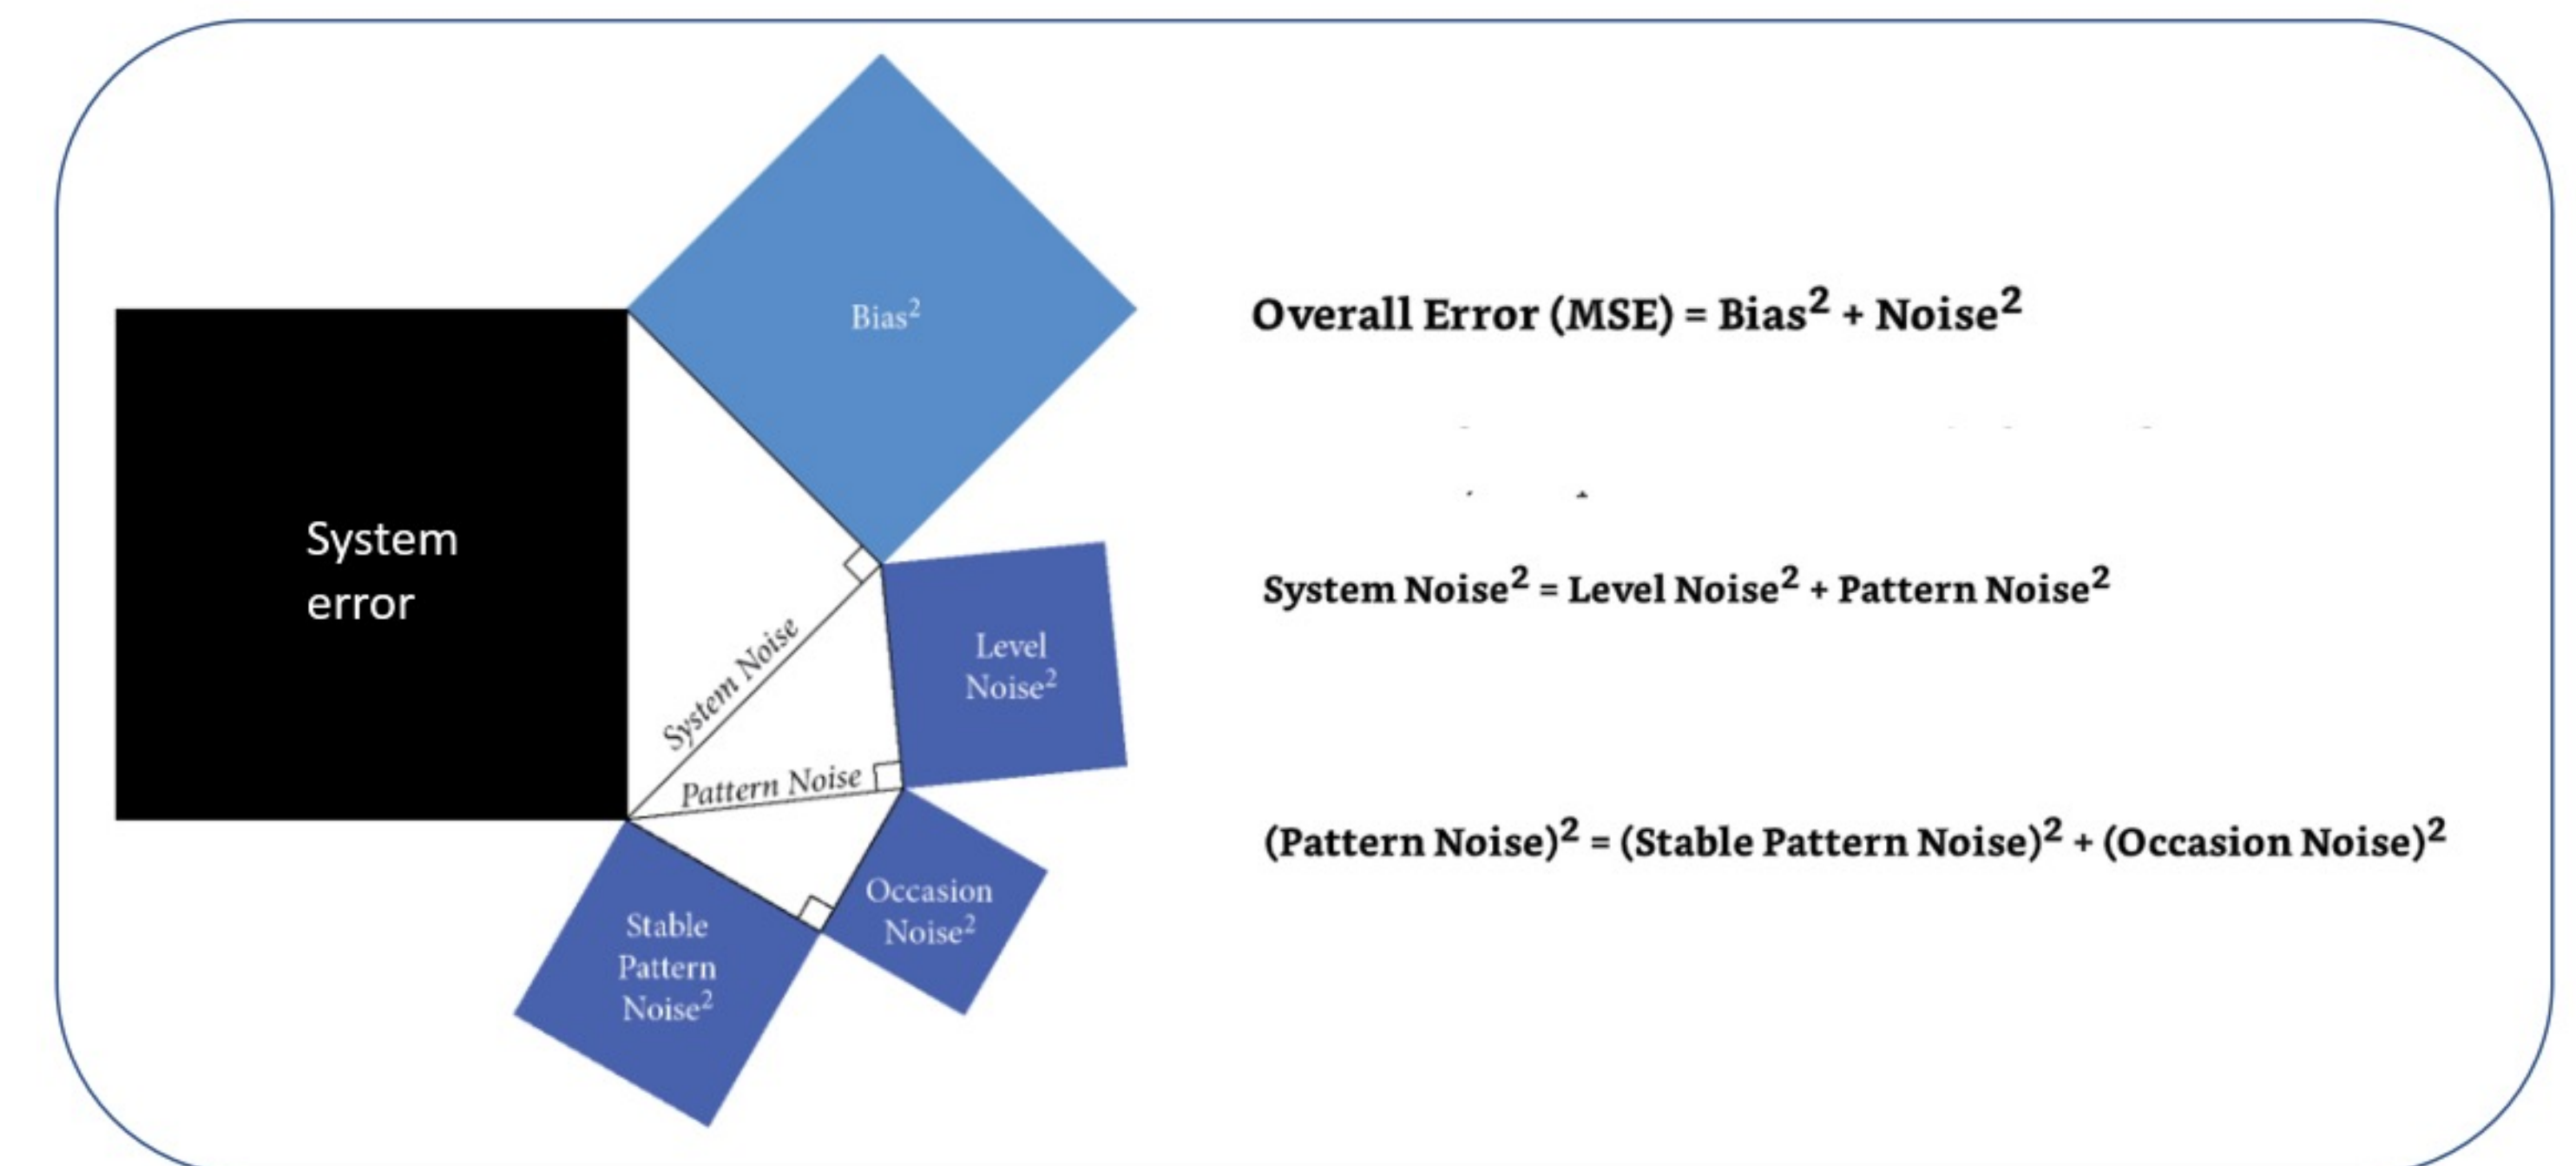 Bias²
Overall Error (MSE) = Bias² + Noise²
System
error
System Noise² = Level Noise² + Pattern Noise²
Level
Noise²
System Noise
Pattern Noise
(Pattern Noise)² = (Stable Pattern Noise)² + (Occasion Noise)²
Occasion
Noise²
Stable
Pattern
Noise²